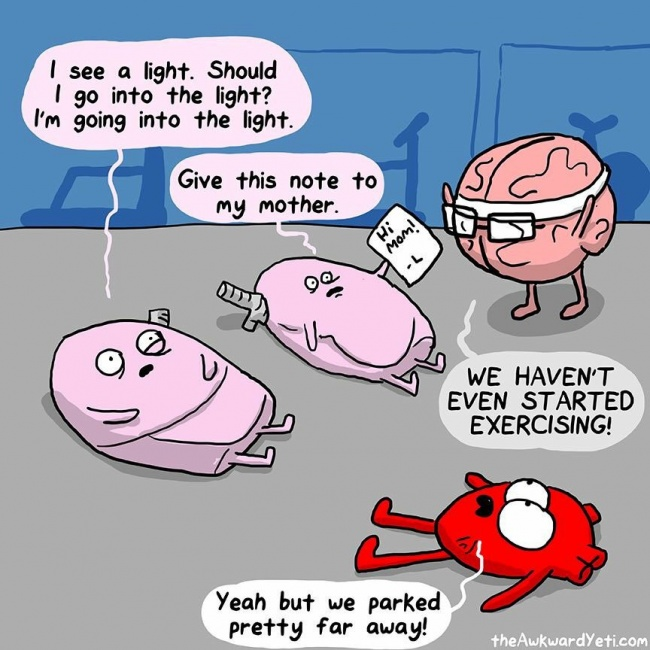 I see a light. Should
I go into the light?
I'm going into the light.
Give this note to
my mother.
Hi
Mom!
-L
WE HAVEN'T
EVEN STARTED
EXERCISING!
Yeah but we parked
pretty far away!
theAwkwardYeti.com